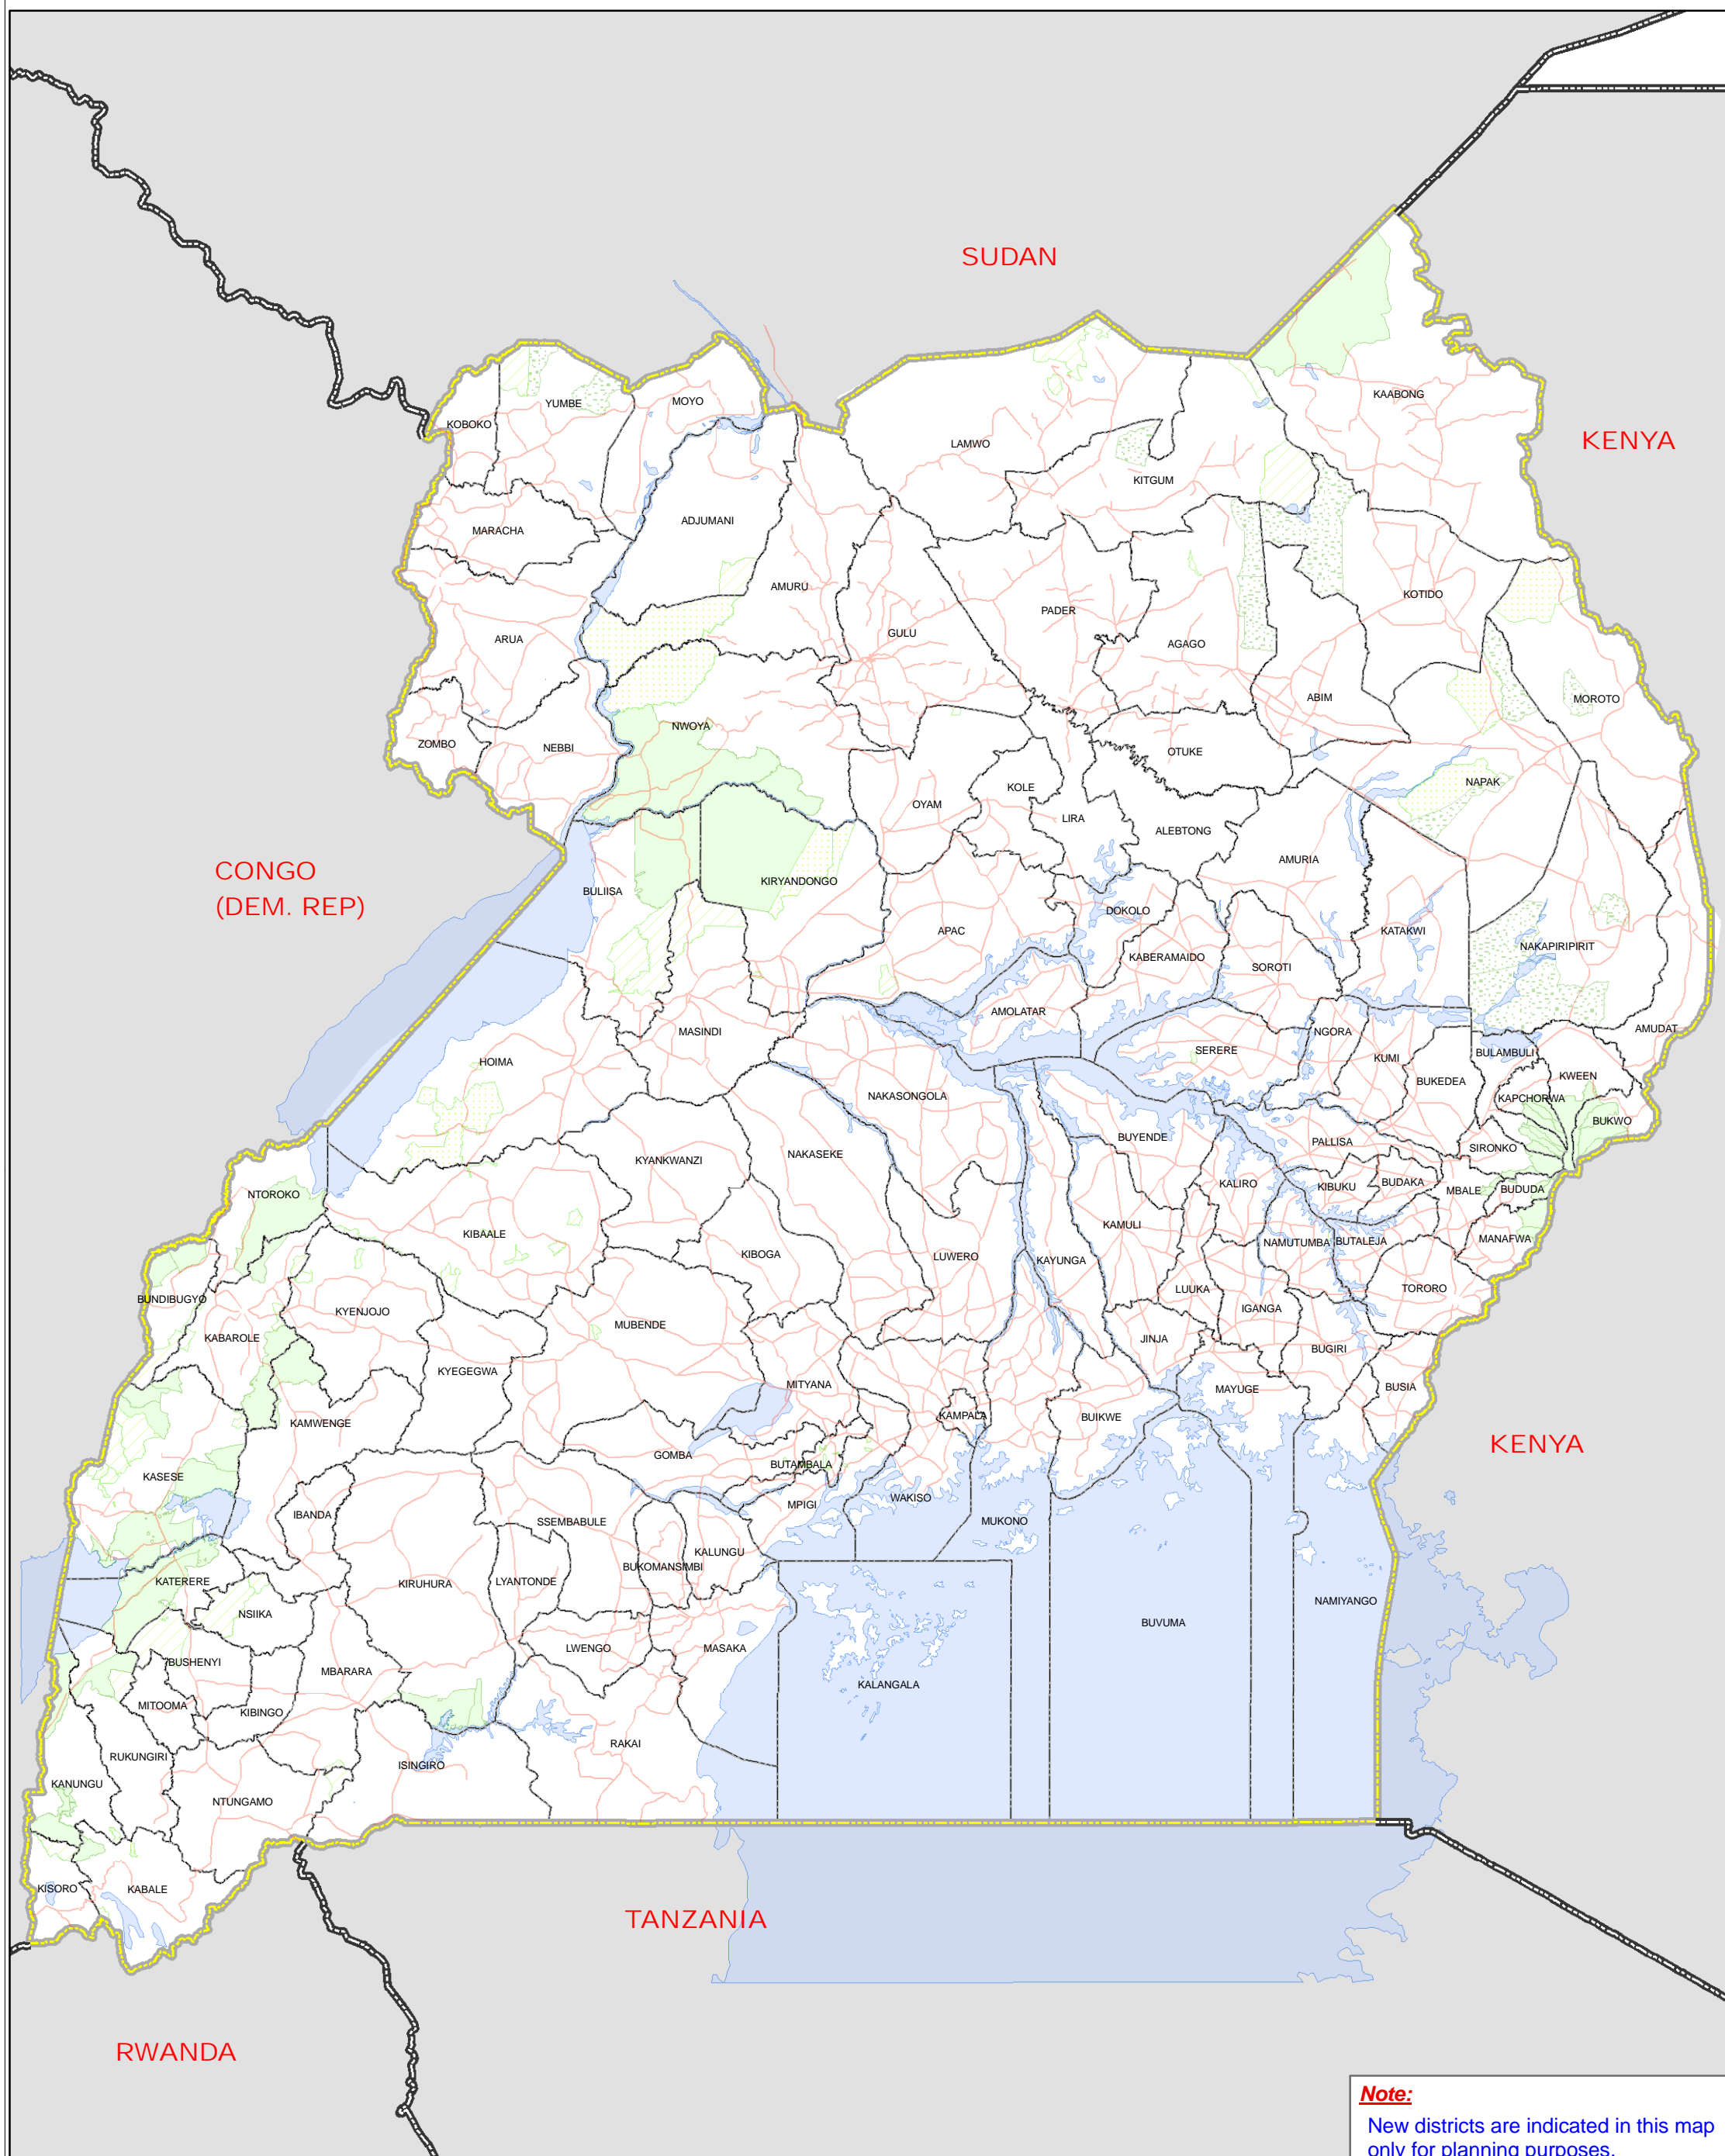 SUDAN
KENYA
KAABONG
YUMBE
MOYO
KOBOKO
LAMWO
KITGUM
ADJUMANI
MARACHA
AMURU
KOTIDO
PADER
GULU
ARUA
AGAGO
ABIM
MOROTO
NWOYA
ZOMBO
NEBBI
OTUKE
NAPAK
KOLE
OYAM
LIRA
ALEBTONG
AMURIA
CONGO
(DEM. REP)
KIRYANDONGO
BULIISA
DOKOLO
APAC
KATAKWI
NAKAPIRIPIRIT
KABERAMAIDO
SOROTI
AMOLATAR
MASINDI
NGORA
AMUDAT
SERERE
BULAMBULI
KUMI
HOIMA
KWEEN
BUKEDEA
NAKASONGOLA
KAPCHORWA
BUKWO
BUYENDE
PALLISA
SIRONKO
NAKASEKE
KYANKWANZI
KALIRO
KIBUKU
BUDAKA
MBALE
BUDUDA
NTOROKO
KAMULI
KIBAALE
NAMUTUMBA
BUTALEJA
MANAFWA
KIBOGA
LUWERO
KAYUNGA
LUUKA
TORORO
BUNDIBUGYO
KYENJOJO
IGANGA
MUBENDE
KABAROLE
JINJA
BUGIRI
KYEGEGWA
MITYANA
MAYUGE
BUSIA
KAMPALA
BUIKWE
KAMWENGE
KENYA
GOMBA
BUTAMBALA
KASESE
WAKISO
MPIGI
IBANDA
SSEMBABULE
MUKONO
KALUNGU
BUKOMANSIMBI
KATERERE
KIRUHURA
LYANTONDE
NAMIYANGO
NSIIKA
BUVUMA
LWENGO
MASAKA
BUSHENYI
MBARARA
KALANGALA
MITOOMA
KIBINGO
RAKAI
RUKUNGIRI
ISINGIRO
KANUNGU
NTUNGAMO
KISORO
KABALE
TANZANIA
RWANDA
Note:
New districts are indicated in this map
only for planning purposes.